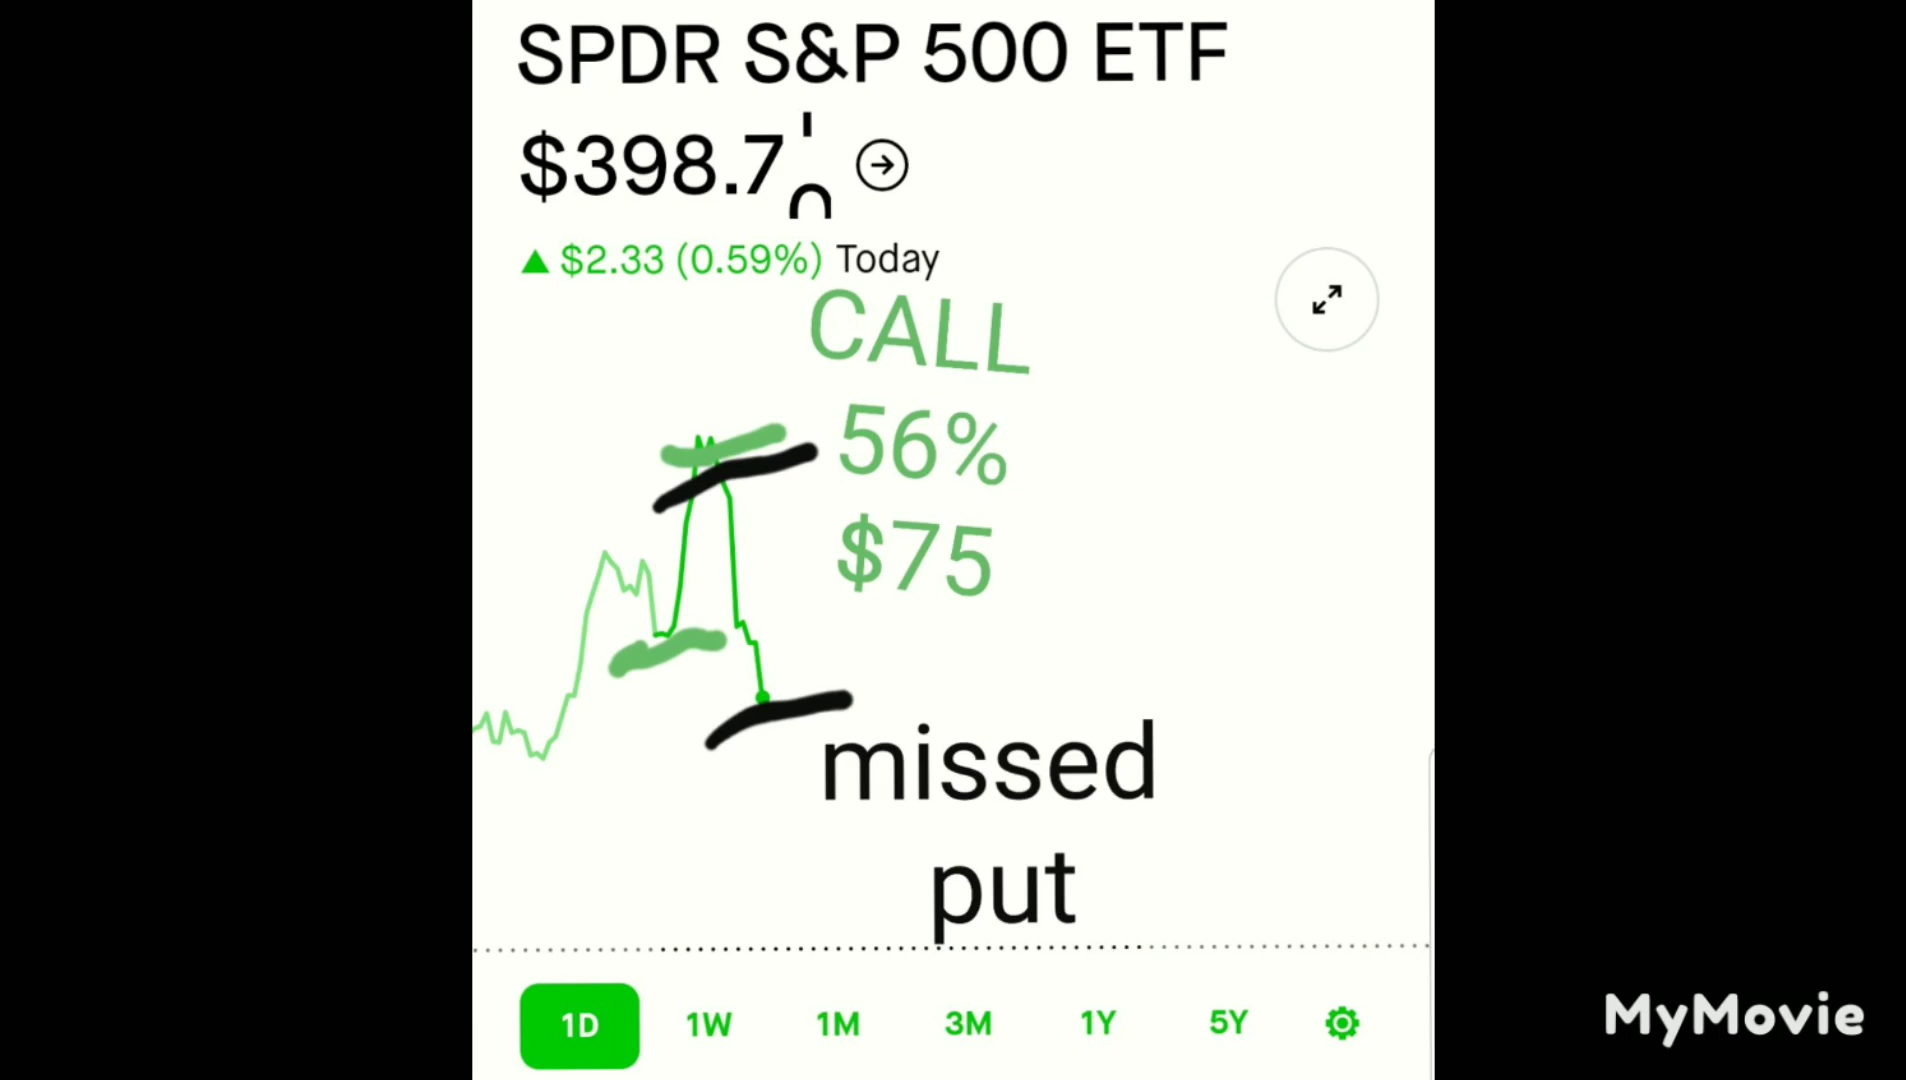 SPDR S&P 500 ETF
$398.7
▲ $2.33 (0.59%) Today
CALL
56%
$75
missed
put
1D 1W 1M 3M 1Y 5Y
MyMovie